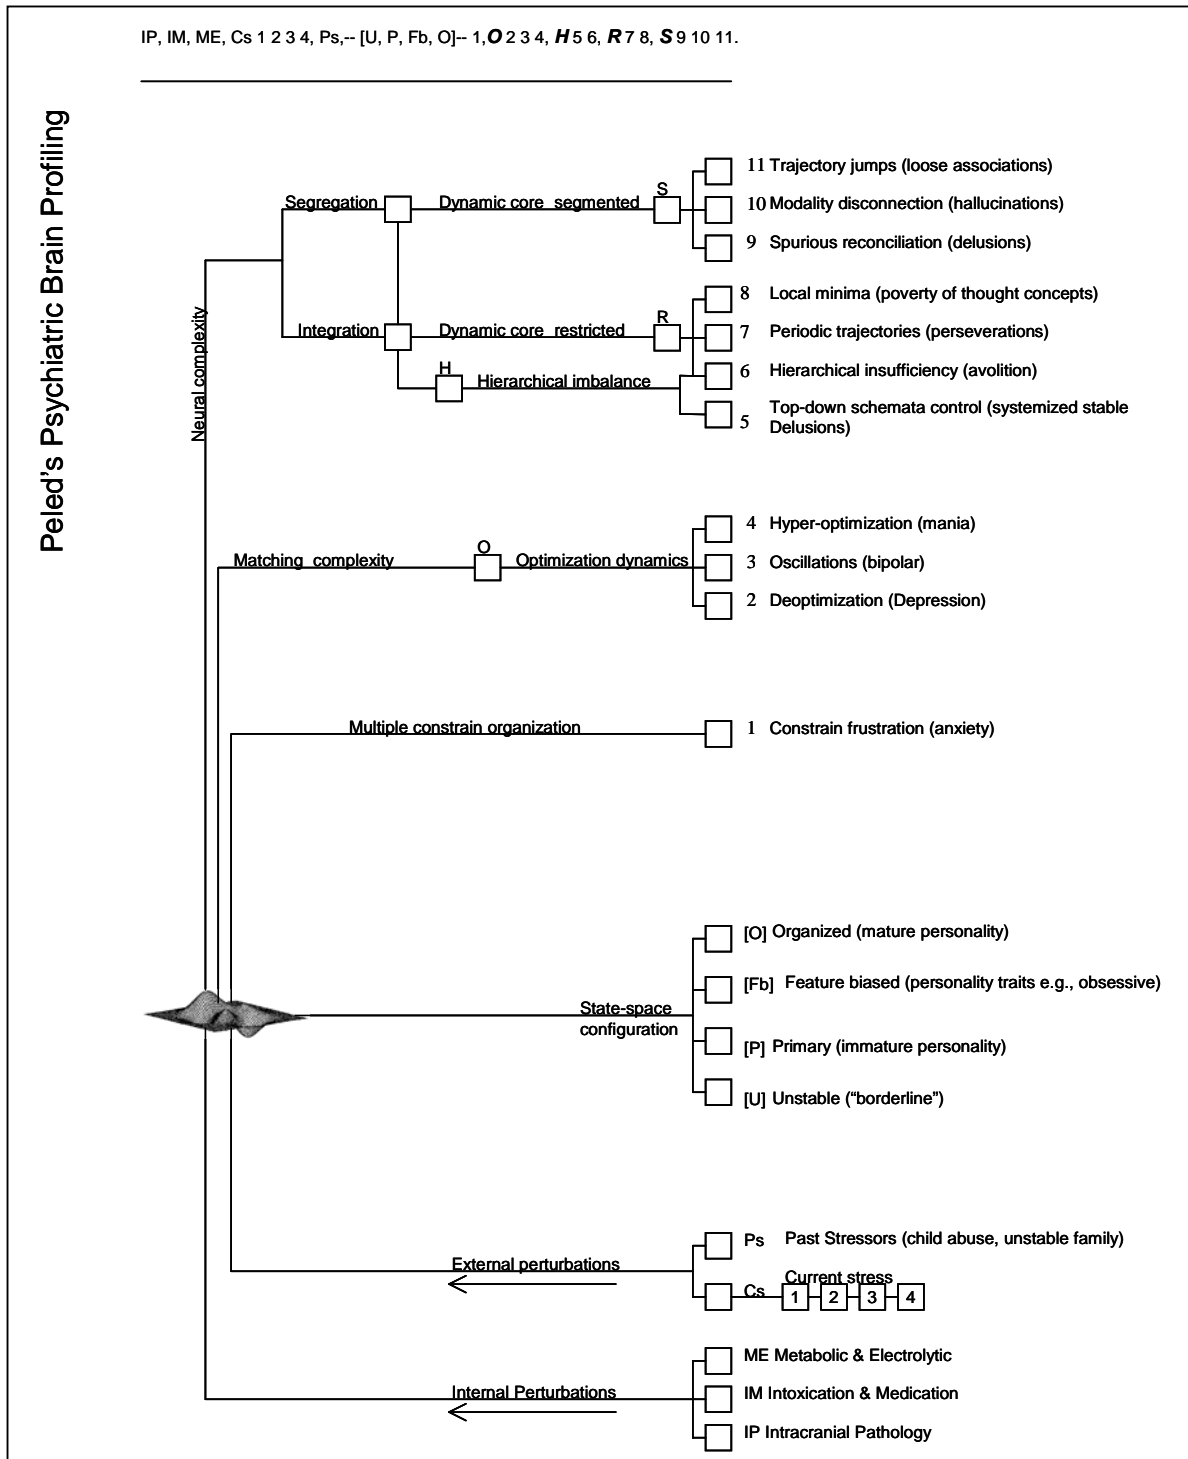 IP, IM, ME, Cs 1 2 3 4, Ps,-- [U, P, Fb, O]-- 1,O 2 3 4, H 5 6, R 7 8, S 9 10 11.
Peled's Psychiatric Brain Profiling
Neural complexity
Segregation
Dynamic core segmented
S
11 Trajectory jumps (loose associations)
10 Modality disconnection (hallucinations)
9 Spurious reconciliation (delusions)
Integration
Dynamic core restricted
R
8 Local minima (poverty of thought concepts)
7 Periodic trajectories (perseverations)
H
Hierarchical imbalance
6 Hierarchical insufficiency (avolition)
5 Top-down schemata control (systemized stable
Delusions)
Matching complexity
O
Optimization dynamics
4 Hyper-optimization (mania)
3 Oscillations (bipolar)
2 Deoptimization (Depression)
Multiple constrain organization
1 Constrain frustration (anxiety)
State-space
configuration
[O] Organized (mature personality)
[Fb] Feature biased (personality traits e.g., obsessive)
[P] Primary (immature personality)
[U] Unstable (“borderline”)
External perturbations
Ps Past Stressors (child abuse, unstable family)
Current stress
Cs 1 2 3 4
Internal Perturbations
ME Metabolic & Electrolytic
IM Intoxication & Medication
IP Intracranial Pathology